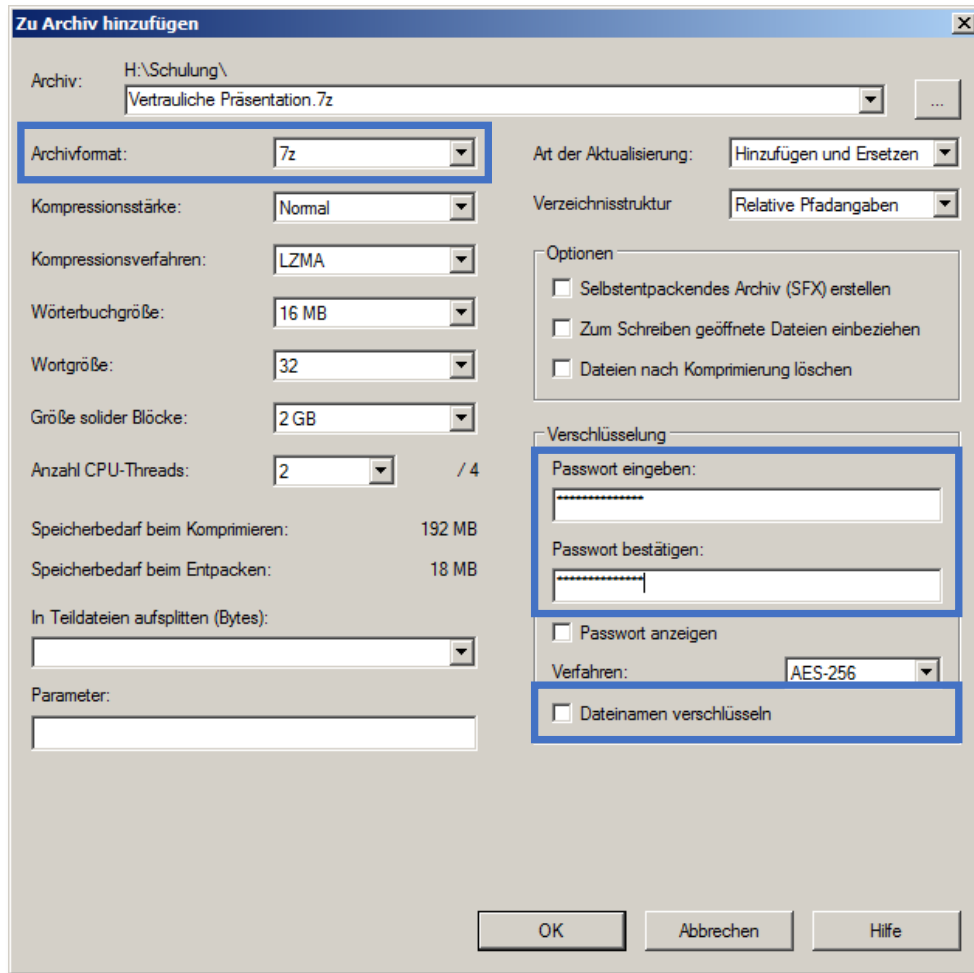 Zu Archiv hinzufügen
Archiv:
H:\Schulung\
Vertrauliche Präsentation.7z
...
Archivformat: 7z
Kompressionsstärke: Normal
Kompressionsverfahren: LZMA
Wörterbuchgröße: 16 MB
Wortgröße: 32
Größe solider Blöcke: 2 GB
Anzahl CPU-Threads: 2 / 4
Speicherbedarf beim Komprimieren: 192 MB
Speicherbedarf beim Entpacken: 18 MB
In Teildateien aufsplitten (Bytes):
Parameter:
Art der Aktualisierung: Hinzufügen und Ersetzen
Verzeichnisstruktur Relative Pfadangaben
Optionen
Selbstentpackendes Archiv (SFX) erstellen
Zum Schreiben geöffnete Dateien einbeziehen
Dateien nach Komprimierung löschen
Verschlüsselung
Passwort eingeben:
**************
Passwort bestätigen:
**************
Passwort anzeigen
Verfahren: AES-256
Dateinamen verschlüsseln
OK Abbrechen Hilfe